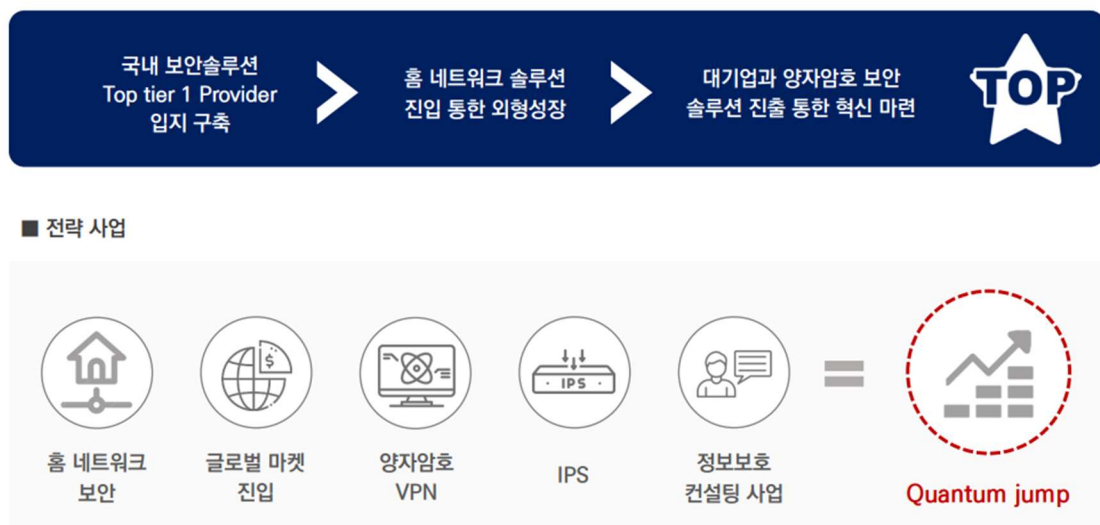 국내 보안솔루션
Top tier 1 Provider
입지 구축
홈 네트워크 솔루션
진입 통한 외형성장
대기업과 양자암호 보안
솔루션 진출 통한 혁신 마련
TOP
■ 전략 사업
홈 네트워크
보안
글로벌 마켓
진입
$
양자암호
VPN
IPS
IPS
정보보호
컨설팅 사업
=
Quantum jump